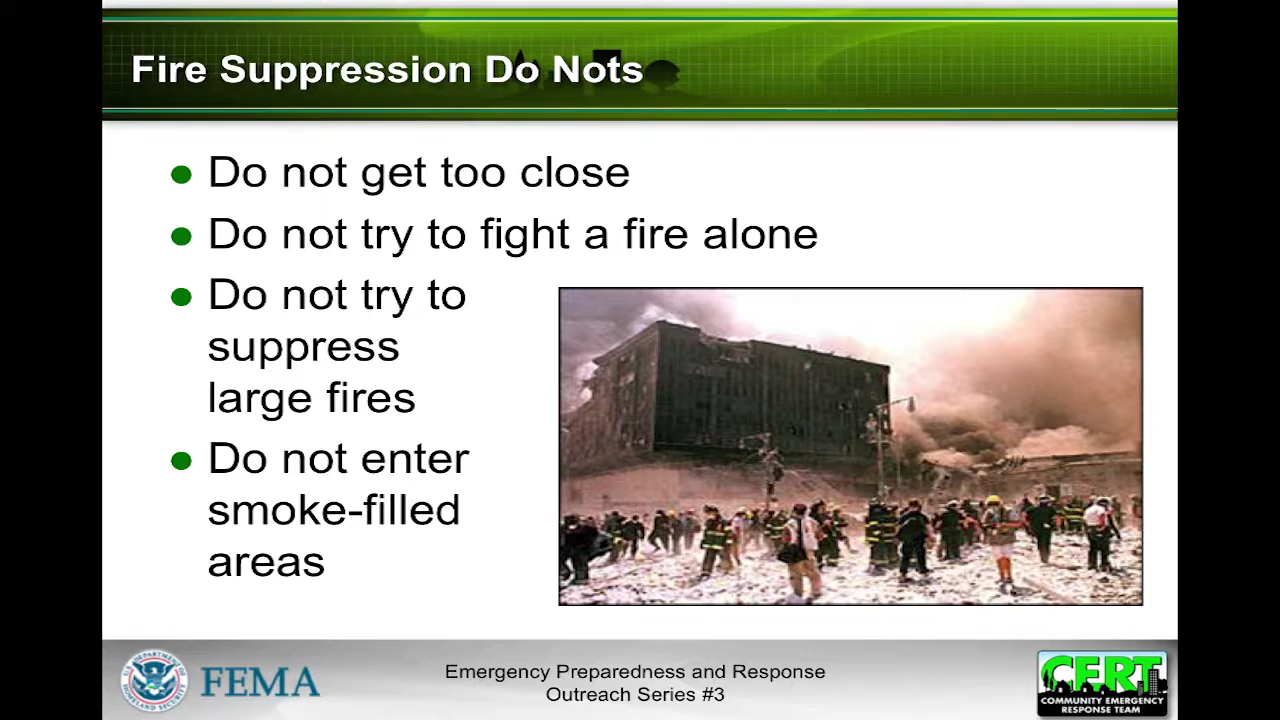 Fire Suppression Do Nots
● Do not get too close
● Do not try to fight a fire alone
● Do not try to
suppress
large fires
● Do not enter
smoke-filled
areas
FEMA
Emergency Preparedness and Response
Outreach Series #3
CERT
COMMUNITY EMERGENCY
RESPONSE TEAM